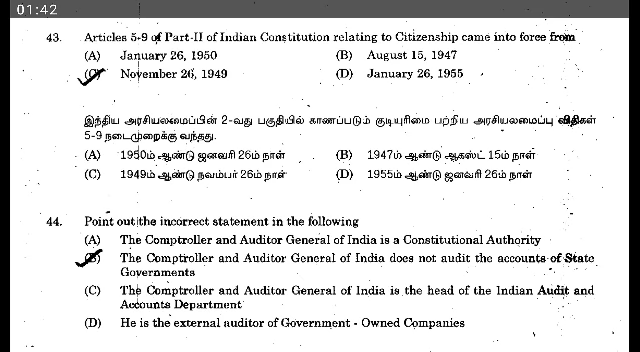 01:42
43. Articles 5-9 of Part-II of Indian Constitution relating to Citizenship came into force from
(A) January 26, 1950 (B) August 15, 1947
(C) November 26, 1949 (D) January 26, 1955
இந்திய அரசியலமைப்பின் 2-வது பகுதியில் காணப்படும் குடியுரிமை பற்றிய அரசியலமைப்பு விதிகள்
5-9 நடைமுறைக்கு வந்தது.
(A) 1950ம் ஆண்டு ஜனவரி 26ம் நாள் (B) 1947ம் ஆண்டு ஆகஸ்ட் 15ம் நாள்
(C) 1949ம் ஆண்டு நவம்பர் 26ம் நாள் (D) 1955ம் ஆண்டு ஜனவரி 26ம் நாள்
44. Point out the incorrect statement in the following
(A) The Comptroller and Auditor General of India is a Constitutional Authority
(B) The Comptroller and Auditor General of India does not audit the accounts of State
Governments
(C) The Comptroller and Auditor General of India is the head of the Indian Audit and
Accounts Department
(D) He is the external auditor of Government - Owned Companies